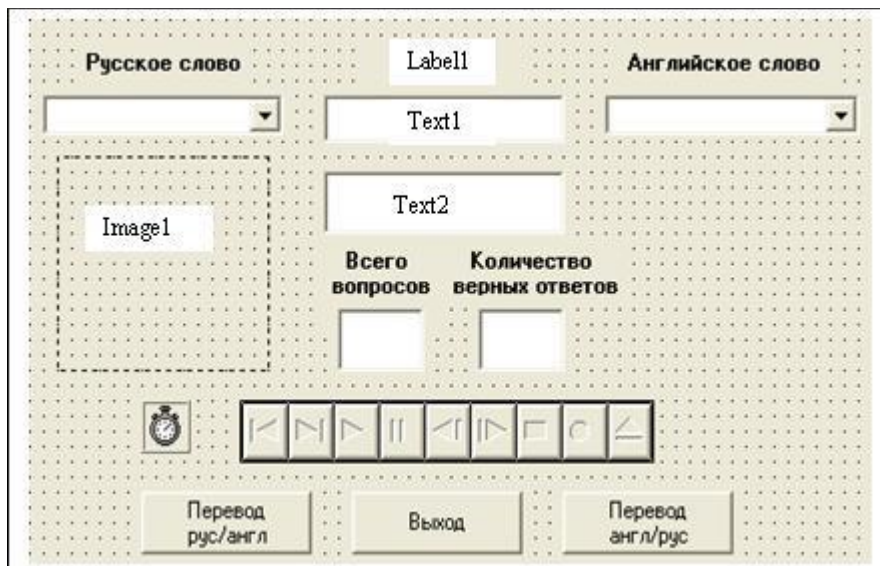 Русское слово
Label1
Английское слово
Text1
Image1
Text2
Всего
вопросов
Количество
верных ответов
Перевод
рус/англ
Выход
Перевод
англ/рус